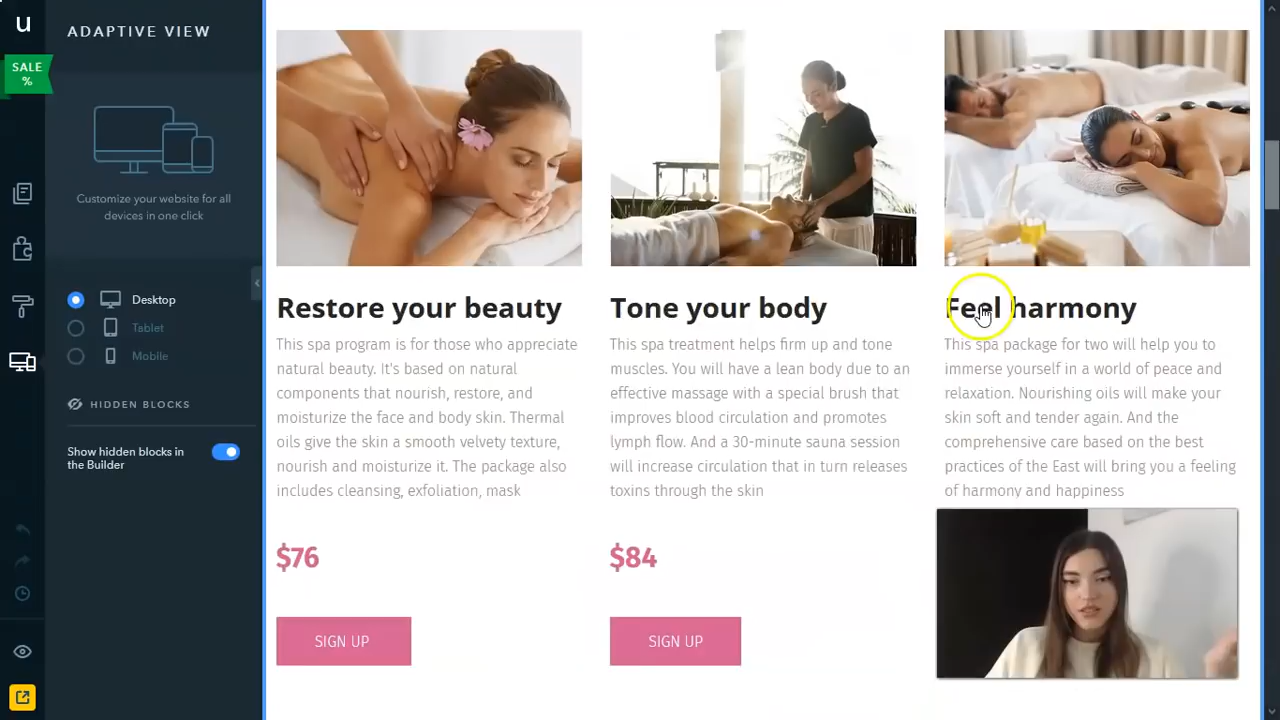 u
ADAPTIVE VIEW
SALE
%
Customize your website for all
devices in one click
Desktop
Tablet
Mobile
HIDDEN BLOCKS
Show hidden blocks in
the Builder
Restore your beauty
This spa program is for those who appreciate
natural beauty. It's based on natural
components that nourish, restore, and
moisturize the face and body skin. Thermal
oils give the skin a smooth velvety texture,
nourish and moisturize it. The package also
includes cleansing, exfoliation, mask
$76
SIGN UP
Tone your body
This spa treatment helps firm up and tone
muscles. You will have a lean body due to an
effective massage with a special brush that
improves blood circulation and promotes
lymph flow. And a 30-minute sauna session
will increase circulation that in turn releases
toxins through the skin
$84
SIGN UP
Feel harmony
This spa package for two will help you to
immerse yourself in a world of peace and
relaxation. Nourishing oils will make your
skin soft and tender again. And the
comprehensive care based on the best
practices of the East will bring you a feeling
of harmony and happiness